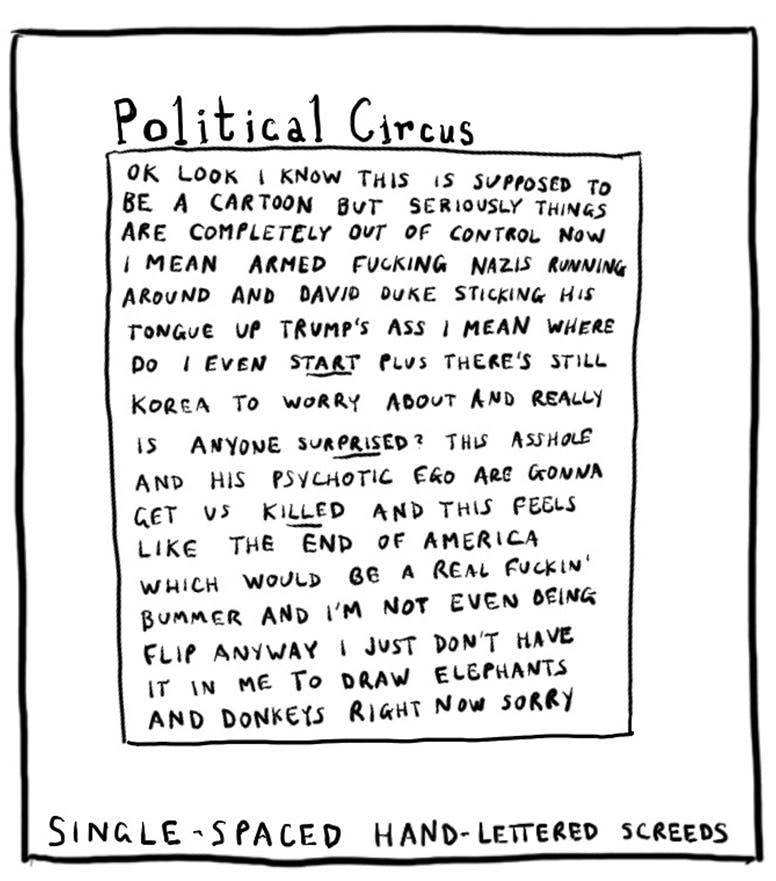 Political Circus
OK LOOK I KNOW THIS IS SUPPOSED TO
BE A CARTOON BUT SERIOUSLY THINGS
ARE COMPLETELY OUT OF CONTROL NOW
I MEAN ARMED FUCKING NAZIS RUNNING
AROUND AND DAVID DUKE STICKING HIS
TONGUE UP TRUMP'S ASS I MEAN WHERE
DO I EVEN START PLUS THERE'S STILL
KOREA TO WORRY ABOUT AND REALLY
IS ANYONE SURPRISED? THIS ASSHOLE
AND HIS PSYCHOTIC EGO ARE GONNA
GET US KILLED AND THIS FEELS
LIKE THE END OF AMERICA
WHICH WOULD BE A REAL FUCKIN'
BUMMER AND I'M NOT EVEN BEING
FLIP ANYWAY I JUST DON'T HAVE
IT IN ME TO DRAW ELEPHANTS
AND DONKEYS RIGHT NOW SORRY
SINGLE-SPACED HAND-LETTERED SCREEDS